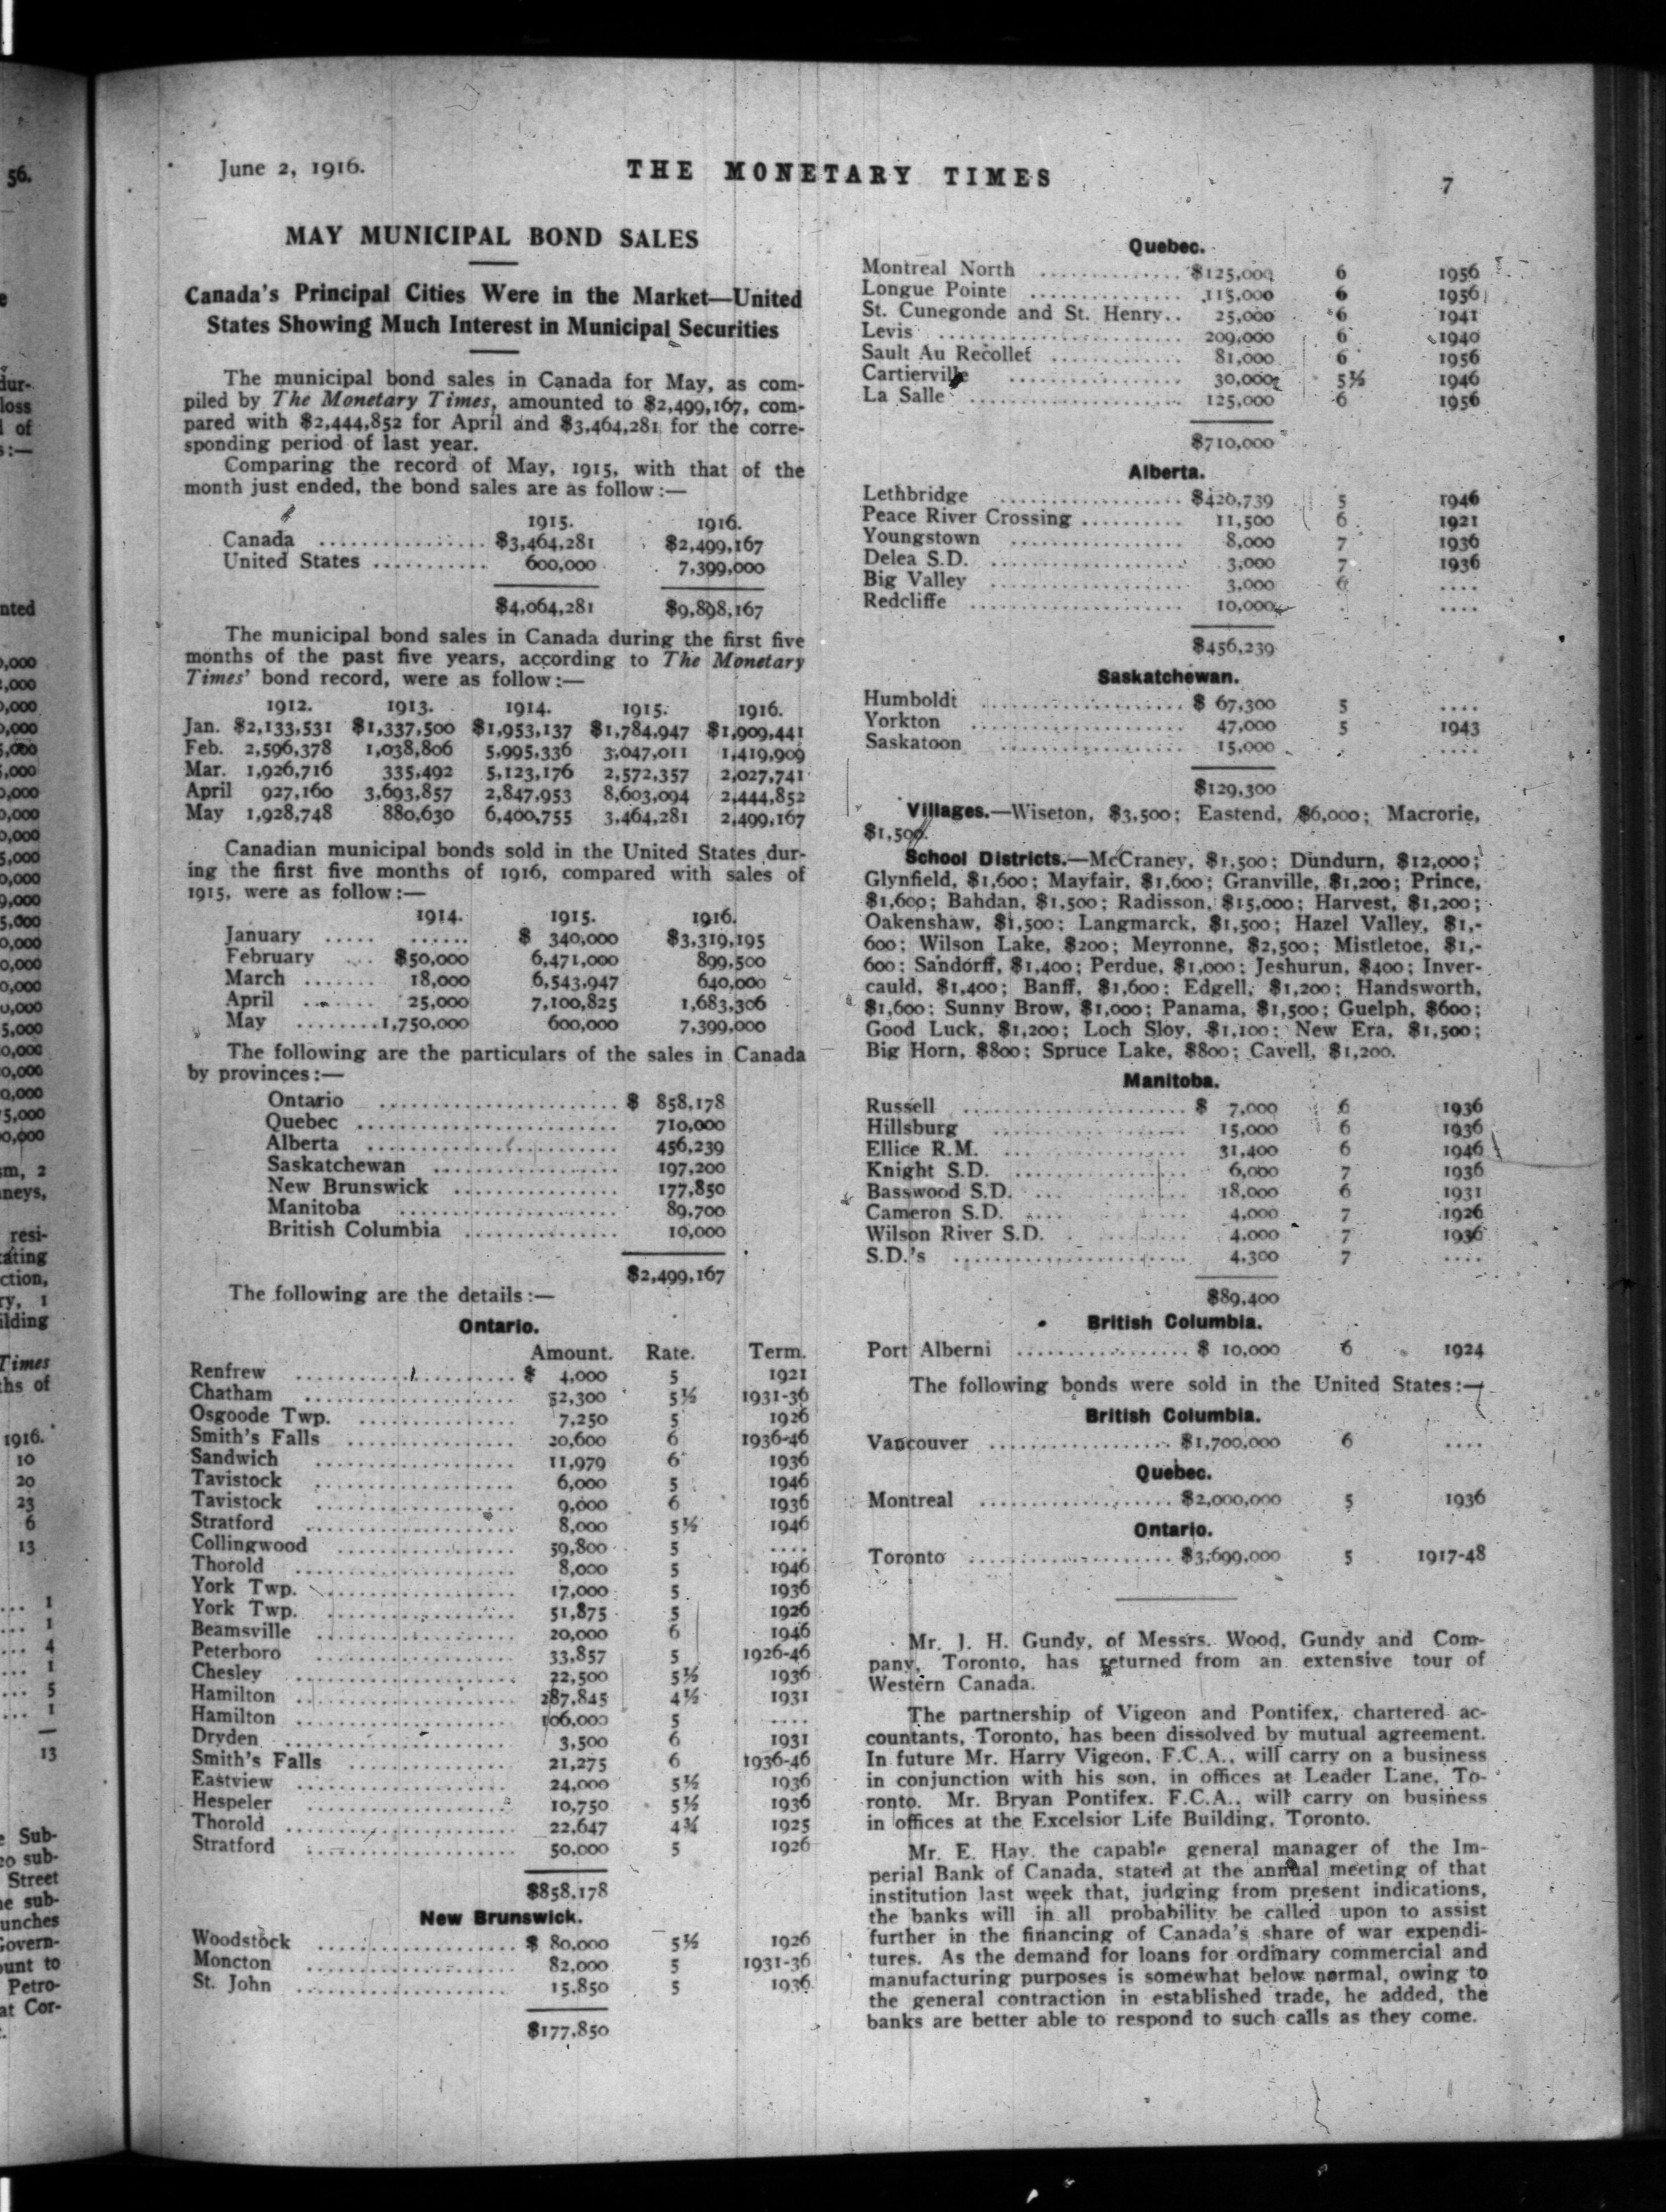 June 2, 1916.
THE MONETARY TIMES
7
MAY MUNICIPAL BOND SALES
Canada's Principal Cities Were in the Market—United
States Showing Much Interest in Municipal Securities
The municipal bond sales in Canada for May, as com-
piled by The Monetary Times, amounted to $2,499,167, com-
pared with $2,444,852 for April and $3,464,281 for the corre-
sponding period of last year.
Comparing the record of May, 1915, with that of the
month just ended, the bond sales are as follow:—
1915. 1916.
Canada ................ $3,464,281 $2,499,167
United States ........... 600,000 7,399,000
$4,064,281 $9,898,167
The municipal bond sales in Canada during the first five
months of the past five years, according to The Monetary
Times' bond record, were as follow:—
1912. 1913. 1914. 1915. 1916.
Jan. $2,133,531 $1,337,500 $1,953,137 $1,784,947 $1,909,441
Feb. 2,596,378 1,038,806 5,995,336 3,047,011 1,419,909
Mar. 1,926,716 335,492 5,123,176 2,572,357 2,027,741
April 927,160 3,693,857 2,847,953 8,603,094 2,444,852
May 1,928,748 880,630 6,400,755 3,464,281 2,499,167
Canadian municipal bonds sold in the United States dur-
ing the first five months of 1916, compared with sales of
1915, were as follow:—
1914. 1915. 1916.
January ..... ...... $ 340,000 $3,319,195
February ... $50,000 6,471,000 899,500
March ....... 18,000 6,543,947 640,000
April ....... 25,000 7,100,825 1,683,306
May ........1,750,000 600,000 7,399,000
The following are the particulars of the sales in Canada
by provinces:—
Ontario ........................ $ 858,178
Quebec .......................... 710,000
Alberta ......................... 456,239
Saskatchewan .................. 197,200
New Brunswick ................ 177,850
Manitoba ...................... 89,700
British Columbia ............... 10,000
$2,499,167
The following are the details:—
Ontario.
Amount. Rate. Term.
Renfrew ...................... $ 4,000 5 1921
Chatham ..................... 52,300 5½ 1931-36
Osgoode Twp. ................ 7,250 5 1926
Smith's Falls ................. 20,600 6 1936-46
Sandwich .................... 11,979 6 1936
Tavistock .................... 6,000 5 1946
Tavistock .................... 9,000 6 1936
Stratford ..................... 8,000 5½ 1946
Collingwood .................. 59,800 5 ....
Thorold ...................... 8,000 5 1946
York Twp. ................... 17,000 5 1936
York Twp. ................... 51,875 5 1926
Beamsville .................... 20,000 6 1946
Peterboro .................... 33,857 5 1926-46
Chesley ...................... 22,500 5½ 1936
Hamilton ..................... 287,845 4½ 1931
Hamilton ..................... 106,000 5 ....
Dryden ....................... 3,500 6 1931
Smith's Falls ................. 21,275 6 1936-46
Eastview ..................... 24,000 5½ 1936
Hespeler ..................... 10,750 5½ 1936
Thorold ...................... 22,647 4¾ 1925
Stratford ..................... 50,000 5 1926
$858,178
New Brunswick.
Woodstock ................... $ 80,000 5½ 1926
Moncton ..................... 82,000 5 1931-36
St. John ..................... 15,850 5 1936
$177,850
Quebec.
Montreal North .............. $125,000 6 1956
Longue Pointe ............... 115,000 6 1956
St. Cunegonde and St. Henry.. 25,000 6 1941
Levis ........................ 209,000 6 1940
Sault Au Recollet ............. 81,000 6 1956
Cartierville .................. 30,000 5½ 1946
La Salle ..................... 125,000 6 1956
$710,000
Alberta.
Lethbridge ................... $420,739 5 1946
Peace River Crossing .......... 11,500 6 1921
Youngstown ................. 8,000 7 1936
Delea S.D. ................... 3,000 7 1936
Big Valley ................... 3,000 6 ....
Redcliffe ..................... 10,000 ....
$456,239
Saskatchewan.
Humboldt .................... $ 67,300 5 ....
Yorkton ..................... 47,000 5 1943
Saskatoon ................... 15,000 ....
$129,300
Villages.—Wiseton, $3,500; Eastend, $6,000; Macrorie,
$1,500.
School Districts.—McCraney, $1,500; Dundurn, $12,000;
Glynfield, $1,600; Mayfair, $1,600; Granville, $1,200; Prince,
$1,600; Bahdan, $1,500; Radisson, $15,000; Harvest, $1,200;
Oakenshaw, $1,500; Langmarck, $1,500; Hazel Valley, $1,-
600; Wilson Lake, $200; Meyronne, $2,500; Mistletoe, $1,-
600; Sandorff, $1,400; Perdue, $1,000; Jeshurun, $400; Inver-
cauld, $1,400; Banff, $1,600; Edgell, $1,200; Handsworth,
$1,600; Sunny Brow, $1,000; Panama, $1,500; Guelph, $600;
Good Luck, $1,200; Loch Sloy, $1,100; New Era, $1,500;
Big Horn, $800; Spruce Lake, $800; Cavell, $1,200.
Manitoba.
Russell ....................... $ 7,000 6 1936
Hillsburg .................... 15,000 6 1936
Ellice R.M. .................. 31,400 6 1946
Knight S.D. ................. 6,000 7 1936
Basswood S.D. ............... 18,000 6 1931
Cameron S.D. ................ 4,000 7 1926
Wilson River S.D. ............ 4,000 7 1936
S.D.'s ....................... 4,300 7 ....
$89,400
British Columbia.
Port Alberni ................. $ 10,000 6 1924
The following bonds were sold in the United States:—
British Columbia.
Vancouver .................. $1,700,000 6 ....
Quebec.
Montreal ................... $2,000,000 5 1936
Ontario.
Toronto .................... $3,699,000 5 1917-48
Mr. J. H. Gundy, of Messrs. Wood, Gundy and Com-
pany, Toronto, has returned from an extensive tour of
Western Canada.
The partnership of Vigeon and Pontifex, chartered ac-
countants, Toronto, has been dissolved by mutual agreement.
In future Mr. Harry Vigeon, F.C.A., will carry on a business
in conjunction with his son, in offices at Leader Lane, To-
ronto. Mr. Bryan Pontifex, F.C.A., will carry on business
in offices at the Excelsior Life Building, Toronto.
Mr. E. Hay, the capable general manager of the Im-
perial Bank of Canada, stated at the annual meeting of that
institution last week that, judging from present indications,
the banks will in all probability be called upon to assist
further in the financing of Canada's share of war expendi-
tures. As the demand for loans for ordinary commercial and
manufacturing purposes is somewhat below normal, owing to
the general contraction in established trade, he added, the
banks are better able to respond to such calls as they come.